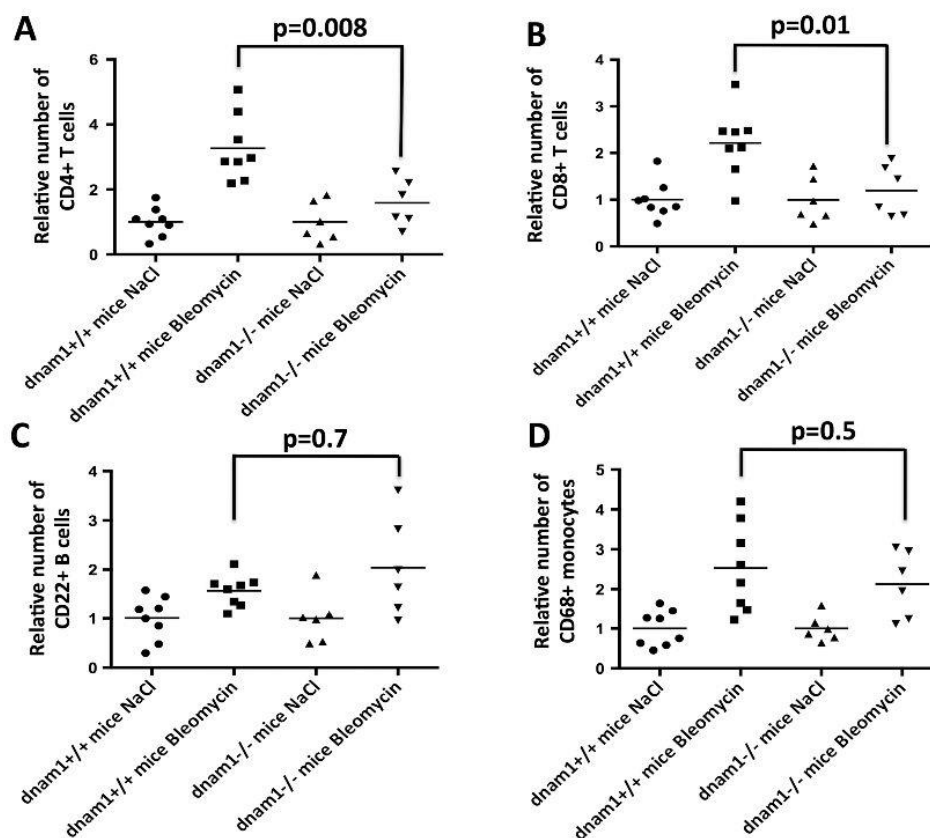 A
p=0.008
Relative number of
CD4+ T cells
6
4
2
0
dnam1+/+ mice NaCl
dnam1+/+ mice Bleomycin
dnam1-/- mice NaCl
dnam1-/- mice Bleomycin
B
p=0.01
Relative number of
CD8+ T cells
4
3
2
1
0
dnam1+/+ mice NaCl
dnam1+/+ mice Bleomycin
dnam1-/- mice NaCl
dnam1-/- mice Bleomycin
C
p=0.7
Relative number of
CD22+ B cells
4
3
2
1
0
dnam1+/+ mice NaCl
dnam1+/+ mice Bleomycin
dnam1-/- mice NaCl
dnam1-/- mice Bleomycin
D
p=0.5
Relative number of
CD68+ monocytes
5
4
3
2
1
0
dnam1+/+ mice NaCl
dnam1+/+ mice Bleomycin
dnam1-/- mice NaCl
dnam1-/- mice Bleomycin